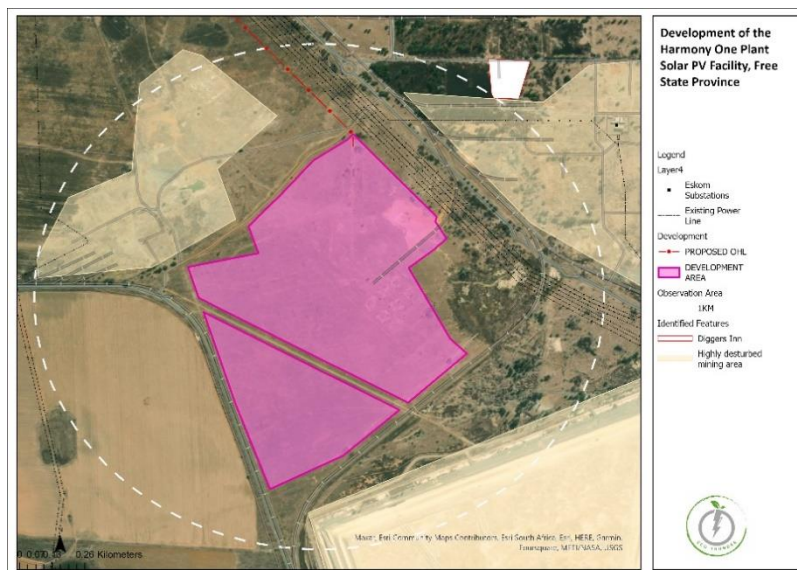 Development of the
Harmony One Plant
Solar PV Facility, Free
State Province
Legend
Layer4
Eskom
Substations
Existing Power
Line
Development
PROPOSED OHL
DEVELOPMENT
AREA
Observation Area
1KM
Identified Features
Diggers Inn
Highly desturbed
mining area
0.26 Kilometers
Maxar, Esri Community Maps Contributors, Esri South Africa, Esri, HERE, Garmin,
Foursquare, METI/NASA, USGS